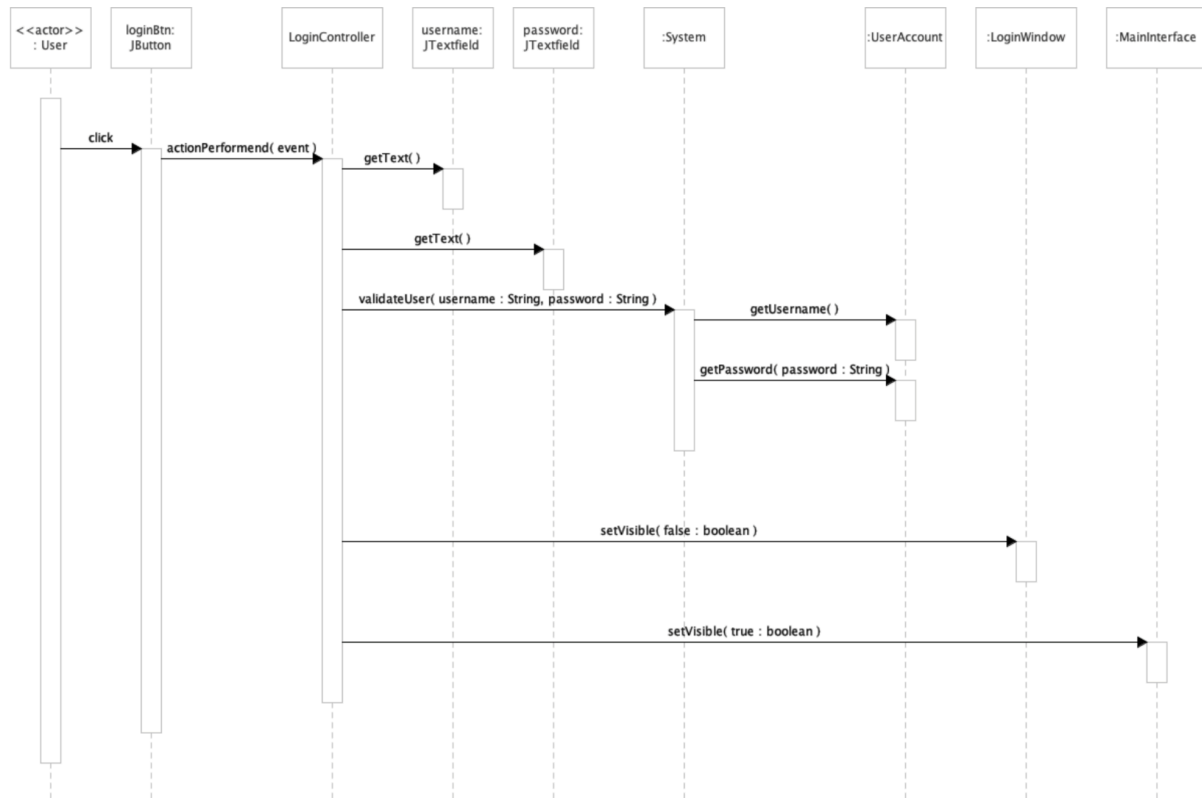 <<actor>>
: User
loginBtn:
JButton
LoginController
username:
JTextfield
password:
JTextfield
:System
:UserAccount
:LoginWindow
:MainInterface
click
actionPerformend( event )
getText( )
getText( )
validateUser( username : String, password : String )
getUsername( )
getPassword( password : String )
setVisible( false : boolean )
setVisible( true : boolean )